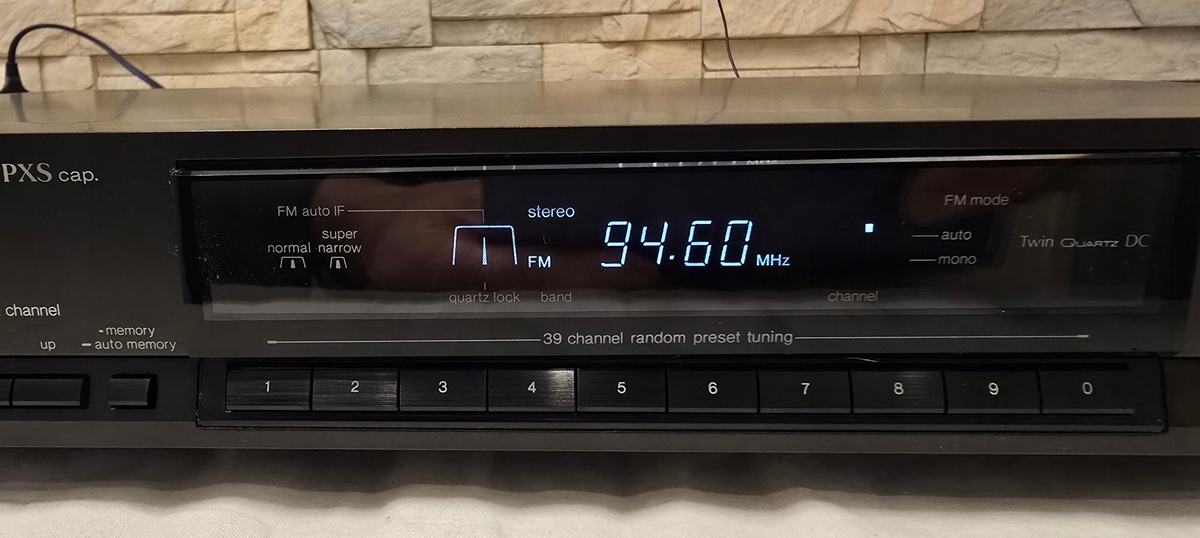 PXS cap.
FM auto IF
stereo
FM mode
normal
super
narrow
94.60 MHz
FM
auto
mono
Twin QUARTZ DC
quartz lock
band
channel
channel
up
-memory
auto memory
39 channel random preset tuning
1 2 3 4 5 6 7 8 9 0